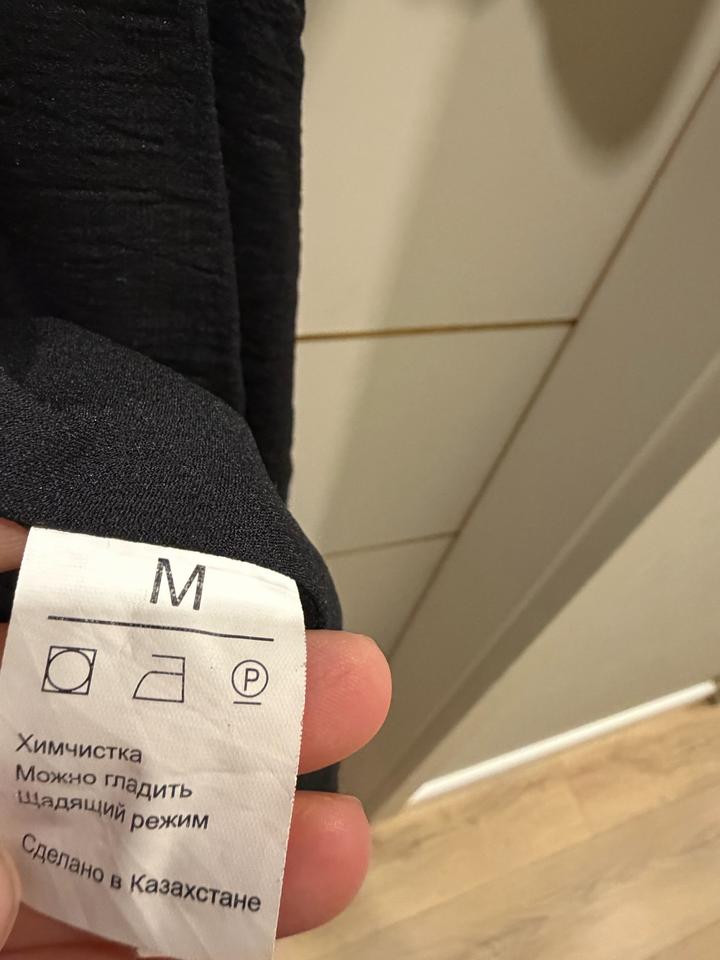 M
P
Химчистка
Можно гладить
Щадящий режим
Сделано в Казахстане